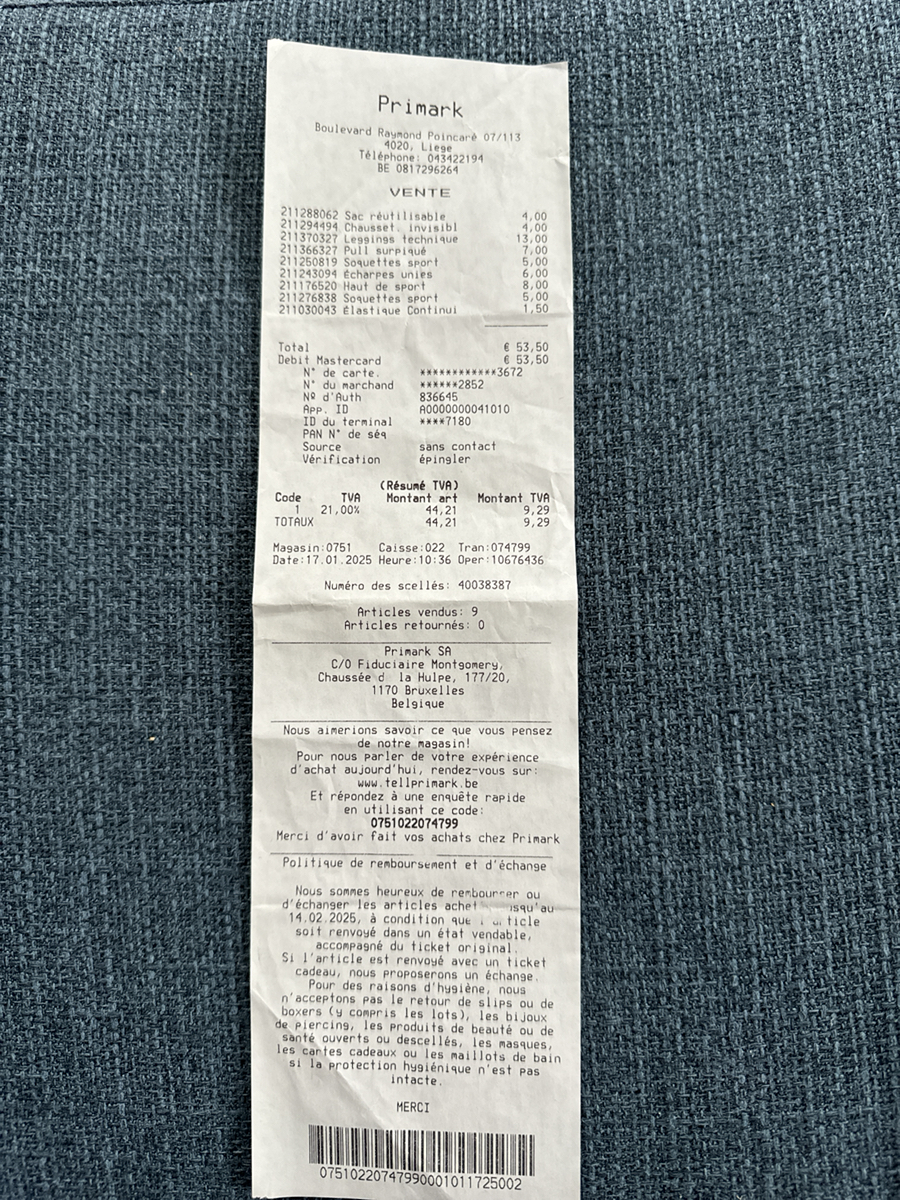 Primark
Boulevard Raymond Poincaré 07/113
4020, Liege
Téléphone: 043422194
BE 0817296264
VENTE
211288062 Sac réutilisable 4,00
211294494 Chausset. invisibl 4,00
211370327 Leggings technique 13,00
211366327 Pull surpiqué 7,00
211250819 Soquettes sport 5,00
211243094 Écharpes unies 6,00
211176520 Haut de sport 8,00
211276838 Soquettes sport 5,00
211030043 Élastique Continui 1,50
Total € 53,50
Debit Mastercard € 53,50
N° de carte. ************3672
N° du marchand ******2852
Nº d'Auth 836645
App. ID A0000000041010
ID du terminal ****7180
PAN N° de séq
Source sans contact
Vérification épingler
(Résumé TVA)
Code TVA Montant art Montant TVA
1 21,00% 44,21 9,29
TOTAUX 44,21 9,29
Magasin:0751 Caisse:022 Tran:074799
Date:17.01.2025 Heure:10:36 Oper:10676436
Numéro des scellés: 40038387
Articles vendus: 9
Articles retournés: 0
Primark SA
C/O Fiduciaire Montgomery,
Chaussée d la Hulpe, 177/20,
1170 Bruxelles
Belgique
Nous aimerions savoir ce que vous pensez
de notre magasin!
Pour nous parler de votre expérience
d'achat aujourd'hui, rendez-vous sur:
www.tellprimark.be
Et répondez à une enquête rapide
en utilisant ce code:
0751022074799
Merci d'avoir fait vos achats chez Primark
Politique de remboursement et d'échange
Nous sommes heureux de rembourser ou
d'échanger les articles
14.02.2025, à condition que
soit renvoyé dans un état vendable,
accompagné du ticket original.
Si l'article est renvoyé avec un ticket
cadeau, nous proposerons un échange.
Pour des raisons d'hygiène, nous
n'acceptons pas le retour de slips ou de
boxers (y compris les lots), les bijoux
de piercing, les produits de beauté ou de
santé ouverts ou descellés, les masques,
les cartes cadeaux ou les maillots de bain
si la protection hygiénique n'est pas
intacte.
MERCI
07510220747990001011725002